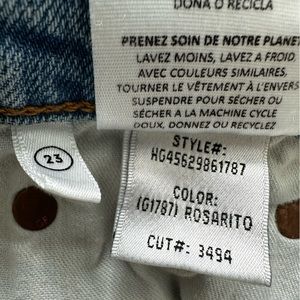 DONA O RECICLA
PRENEZ SOIN DE NOTRE PLANET
LAVEZ MOINS, LAVEZ A FROID
AVEC COULEURS SIMILAIRES,
TOURNER LE VÊTEMENT À L'ENVERS
SUSPENDRE POUR SÉCHER OU
SÉCHER A LA MACHINE CYCLE
DOUX, DONNEZ OU RECYCLEZ
23
STYLE#:
HG45629861787
COLOR:
(G1787) ROSARITO
CUT#: 3494